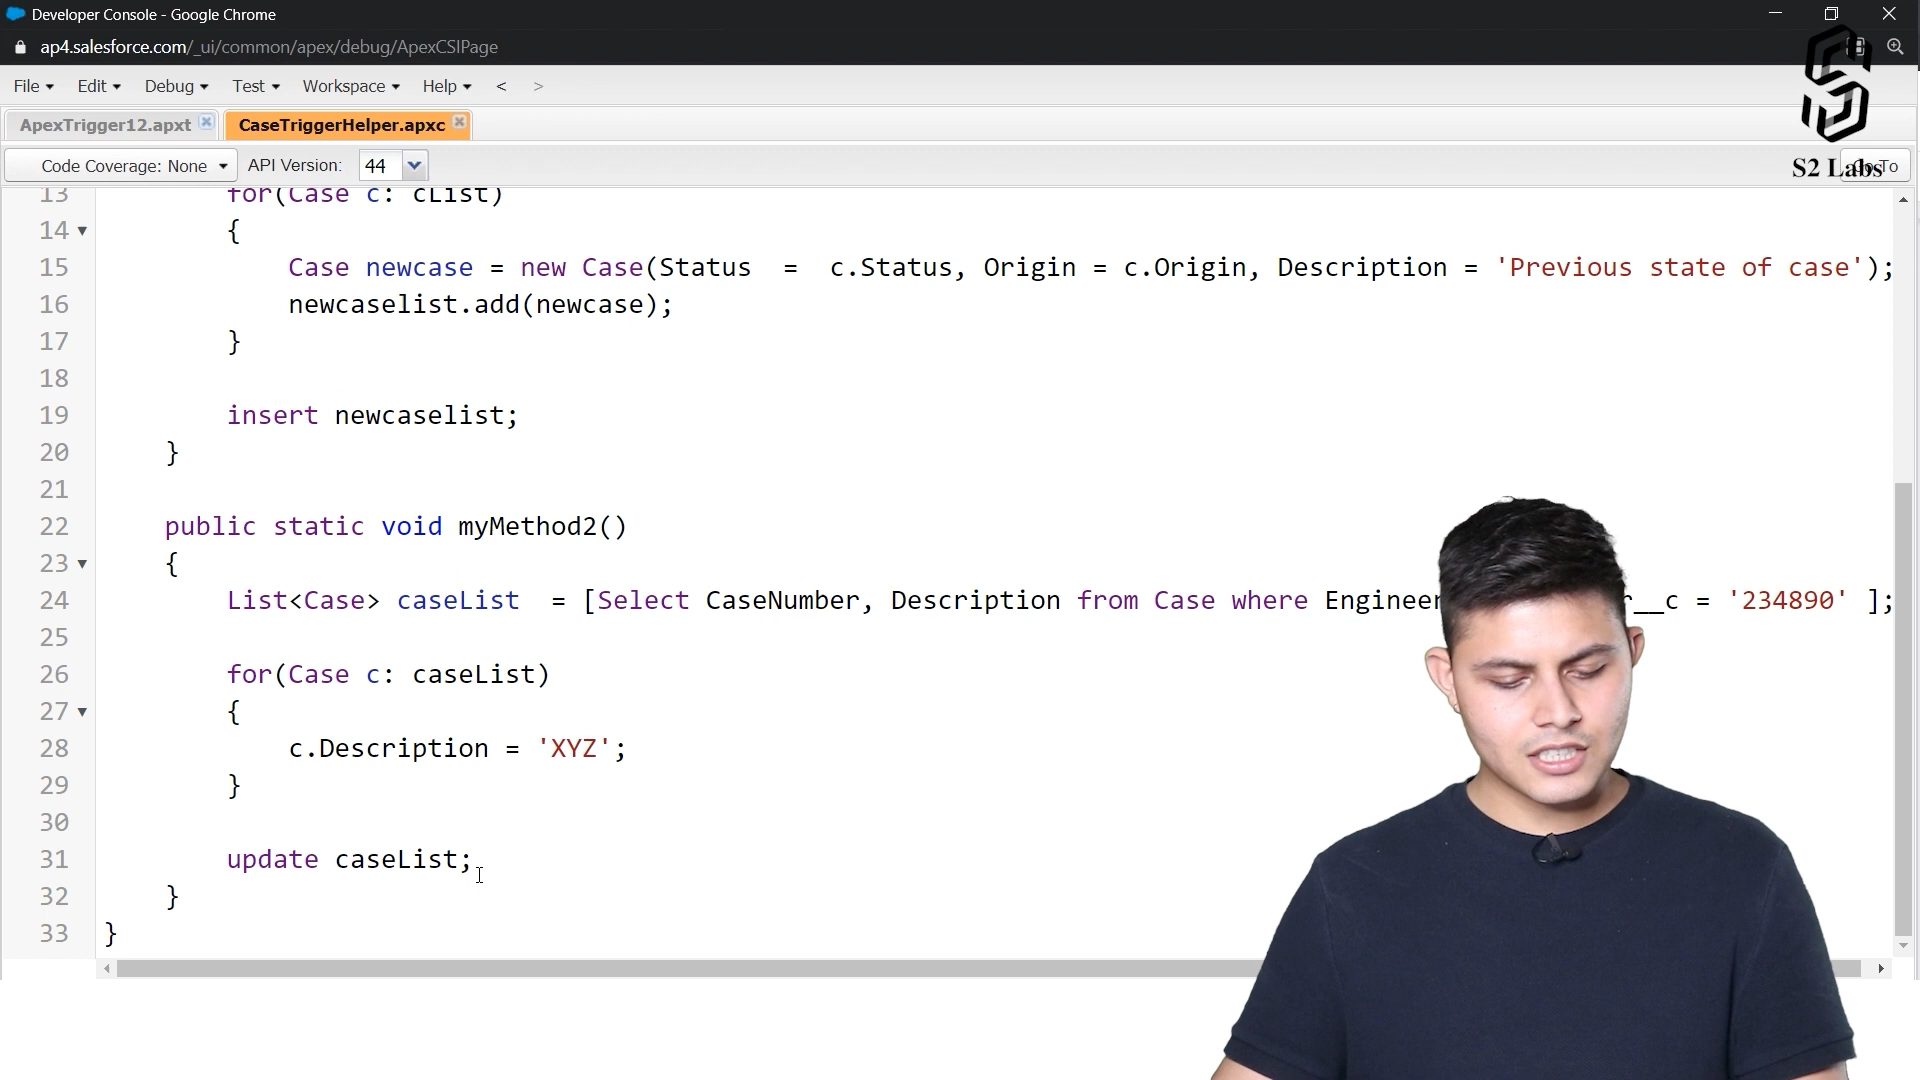 Developer Console - Google Chrome
ap4.salesforce.com/_ui/common/apex/debug/ApexCSIPage
File Edit Debug Test Workspace Help < >
ApexTrigger12.apxt CaseTriggerHelper.apxc
Code Coverage: None API Version: 44 Go To
S2 Labs
13 for(Case c: cList)
14 {
15 Case newcase = new Case(Status = c.Status, Origin = c.Origin, Description = 'Previous state of case');
16 newcaselist.add(newcase);
17 }
18
19 insert newcaselist;
20 }
21
22 public static void myMethod2()
23 {
24 List<Case> caseList = [Select CaseNumber, Description from Case where __c = '234890' ];
25
26 for(Case c: caseList)
27 {
28 c.Description = 'XYZ';
29 }
30
31 update caseList;
32 }
33 }